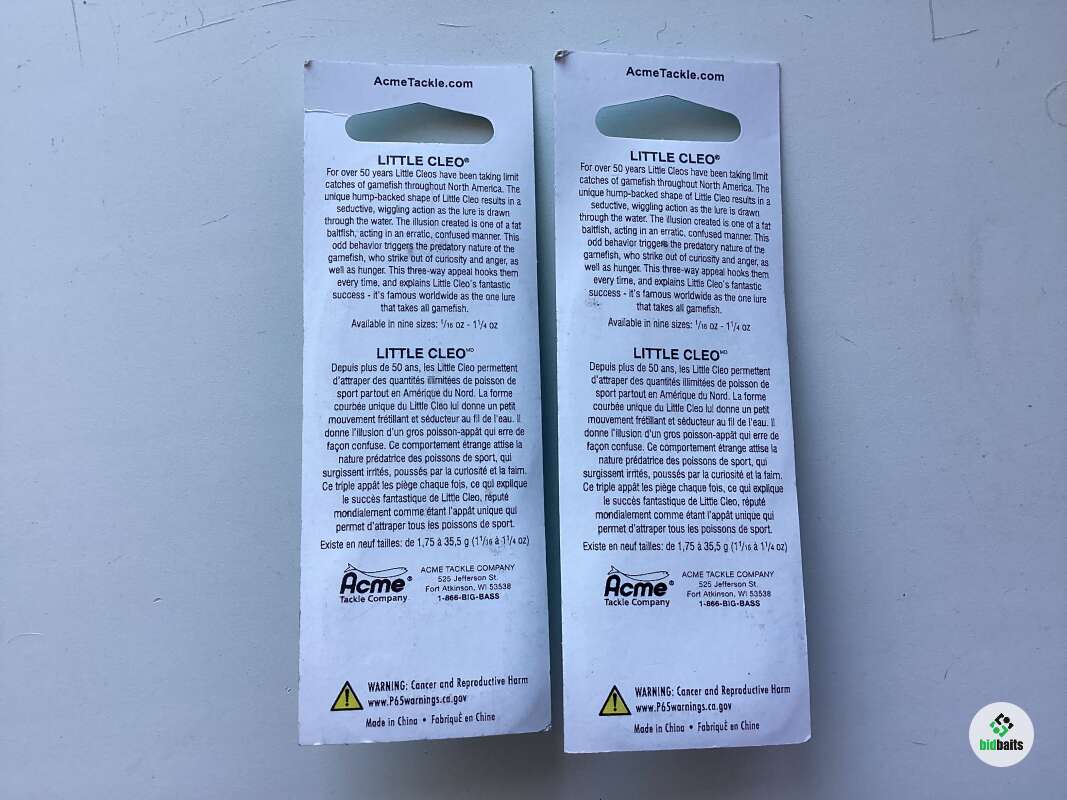 AcmeTackle.com
LITTLE CLEO®
For over 50 years Little Cleos have been taking limit
catches of gamefish throughout North America. The
unique hump-backed shape of Little Cleo results in a
seductive, wiggling action as the lure is drawn
through the water. The illusion created is one of a fat
baitfish, acting in an erratic, confused manner. This
odd behavior triggers the predatory nature of the
gamefish, who strike out of curiosity and anger, as
well as hunger. This three-way appeal hooks them
every time, and explains Little Cleo's fantastic
success - it's famous worldwide as the one lure
that takes all gamefish.
Available in nine sizes: 1/16 oz - 1 1/4 oz
LITTLE CLEO MD
Depuis plus de 50 ans, les Little Cleo permettent
d'attraper des quantités illimitées de poisson de
sport partout en Amérique du Nord. La forme
courbée unique du Little Cleo lui donne un petit
mouvement frétillant et séducteur au fil de l'eau. Il
donne l'illusion d'un gros poisson-appât qui erre de
façon confuse. Ce comportement étrange attise la
nature prédatrice des poissons de sport, qui
surgissent irrités, poussés par la curiosité et la faim.
Ce triple appât les piège chaque fois, ce qui explique
le succès fantastique de Little Cleo, réputé
mondialement comme étant l'appât unique qui
permet d'attraper tous les poissons de sport.
Existe en neuf tailles: de 1,75 à 35,5 g (1 1/16 à 1 1/4 oz)
Acme®
Tackle Company
ACME TACKLE COMPANY
525 Jefferson St.
Fort Atkinson, WI 53538
1-866-BIG-BASS
WARNING: Cancer and Reproductive Harm
www.P65warnings.ca.gov
Made in China • FabriquÈ en Chine
AcmeTackle.com
LITTLE CLEO®
For over 50 years Little Cleos have been taking limit
catches of gamefish throughout North America. The
unique hump-backed shape of Little Cleo results in a
seductive, wiggling action as the lure is drawn
through the water. The illusion created is one of a fat
baitfish, acting in an erratic, confused manner. This
odd behavior triggers the predatory nature of the
gamefish, who strike out of curiosity and anger, as
well as hunger. This three-way appeal hooks them
every time, and explains Little Cleo's fantastic
success - it's famous worldwide as the one lure
that takes all gamefish.
Available in nine sizes: 1/16 oz - 1 1/4 oz
LITTLE CLEO MD
Depuis plus de 50 ans, les Little Cleo permettent
d'attraper des quantités illimitées de poisson de
sport partout en Amérique du Nord. La forme
courbée unique du Little Cleo lui donne un petit
mouvement frétillant et séducteur au fil de l'eau. Il
donne l'illusion d'un gros poisson-appât qui erre de
façon confuse. Ce comportement étrange attise la
nature prédatrice des poissons de sport, qui
surgissent irrités, poussés par la curiosité et la faim.
Ce triple appât les piège chaque fois, ce qui explique
le succès fantastique de Little Cleo, réputé
mondialement comme étant l'appât unique qui
permet d'attraper tous les poissons de sport.
Existe en neuf tailles: de 1,75 à 35,5 g (1 1/16 à 1 1/4 oz)
Acme®
Tackle Company
ACME TACKLE COMPANY
525 Jefferson St.
Fort Atkinson, WI 53538
1-866-BIG-BASS
WARNING: Cancer and Reproductive Harm
www.P65warnings.ca.gov
Made in China • FabriquÈ en Chine
bidbaits